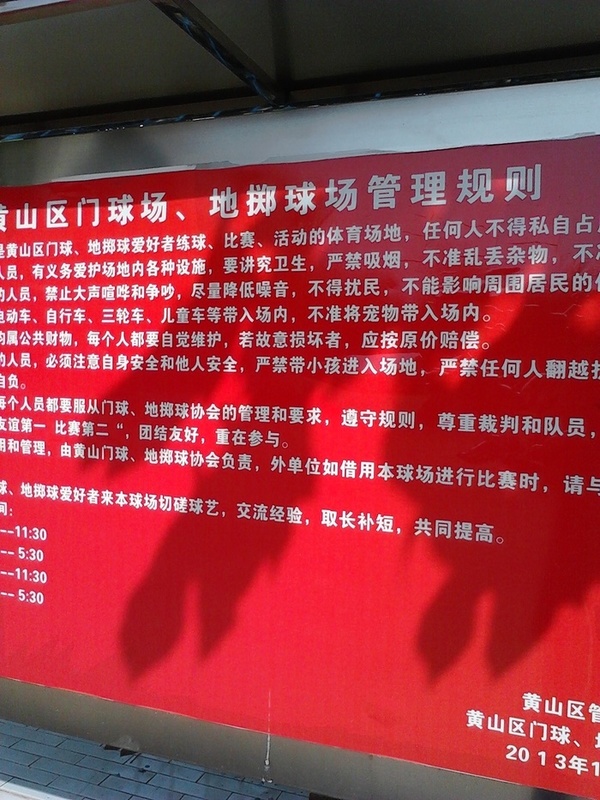 黄山区门球场、地掷球场管理规则
是黄山区门球、地掷球爱好者练球、比赛、活动的体育场地，任何人不得私自占
人员，有义务爱护场地内各种设施，要讲究卫生，严禁吸烟，不准乱丢杂物，不
的人员，禁止大声喧哗和争吵，尽量降低噪音，不得扰民，不能影响周围居民的
电动车、自行车、三轮车、儿童车等带入场内，不准将宠物带入场内。
均属公共财物，每个人都要自觉维护，若故意损坏者，应按原价赔偿。
的人员，必须注意自身安全和他人安全，严禁带小孩进入场地，严禁任何人翻越
自负。
每个人员都要服从门球、地掷球协会的管理和要求，遵守规则，尊重裁判和队员，
友谊第一 比赛第二“，团结友好，重在参与。
用和管理，由黄山门球、地掷球协会负责，外单位如借用本球场进行比赛时，请与
球、地掷球爱好者来本球场切磋球艺，交流经验，取长补短，共同提高。
间：
--11:30
-- 5:30
--11:30
-- 5:30
黄山区管
黄山区门球、地
2013年1